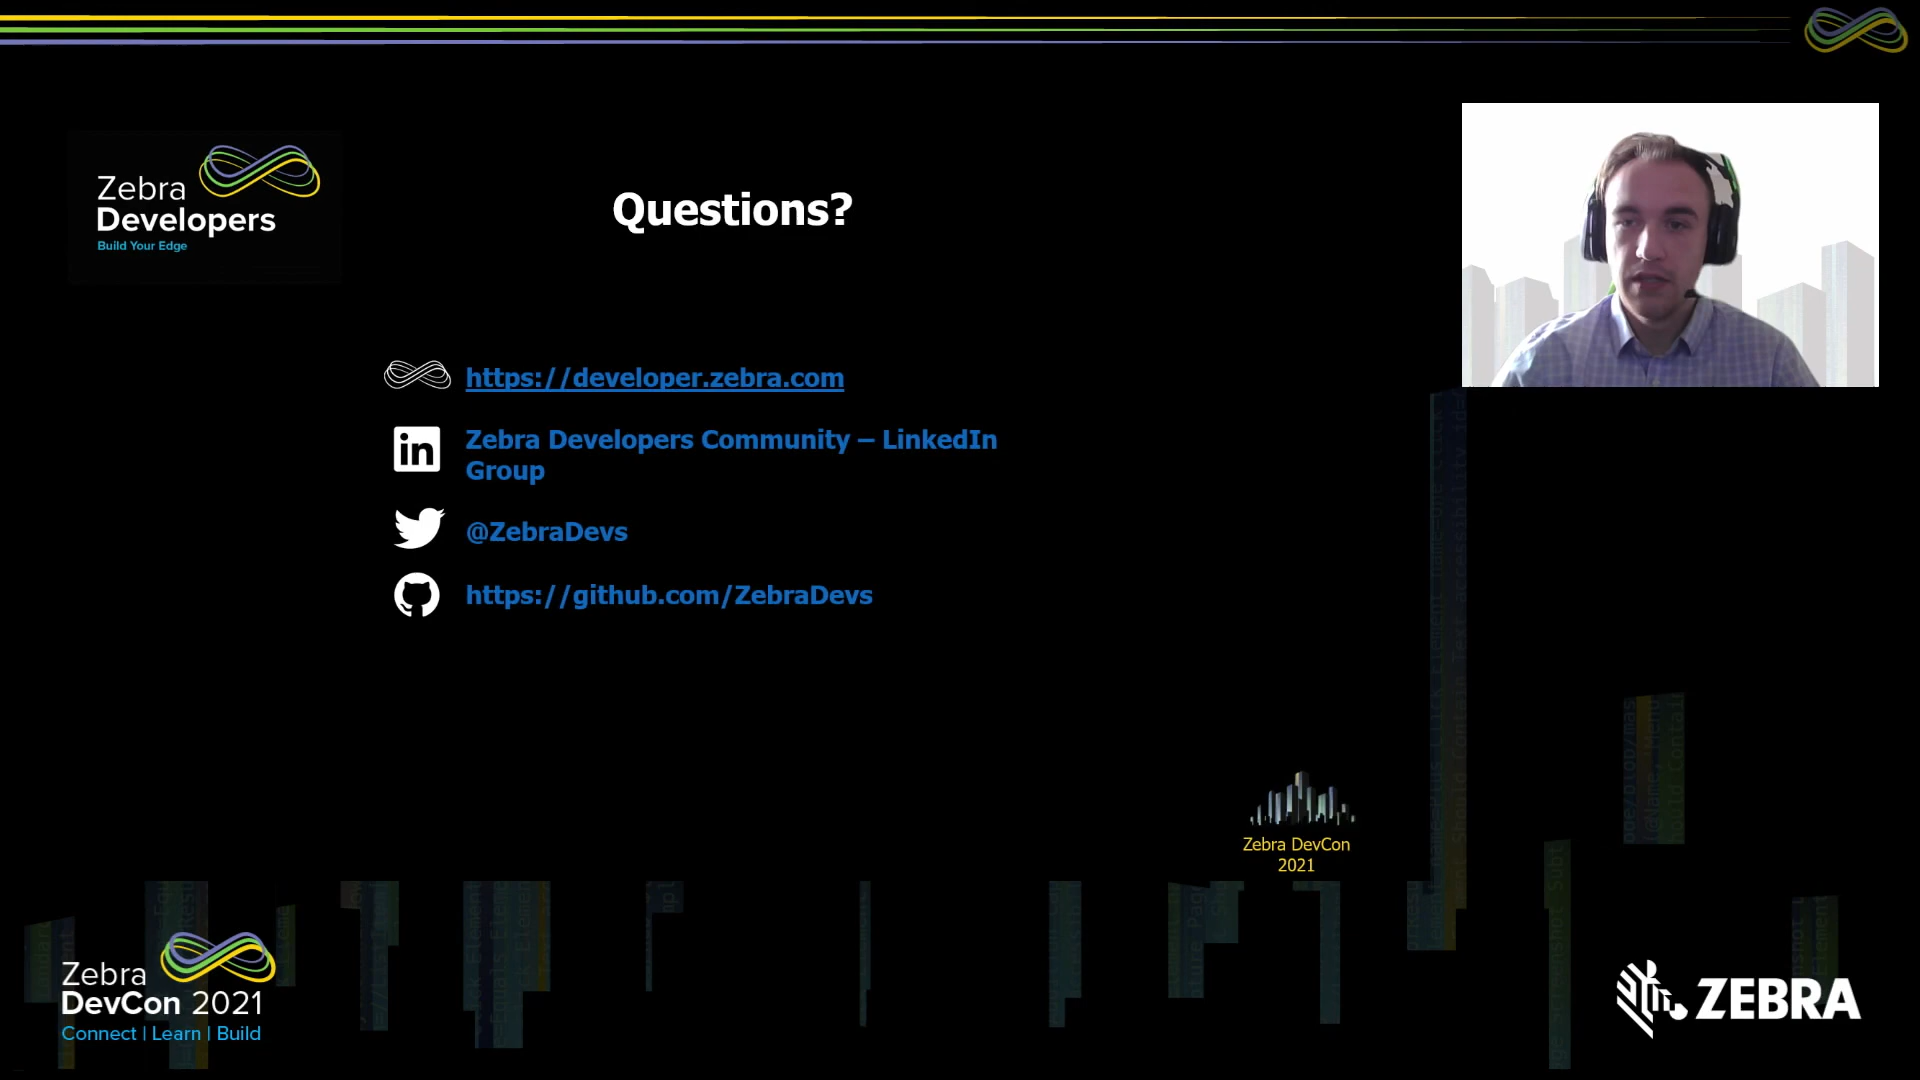 Zebra
Developers
Build Your Edge
Questions?
https://developer.zebra.com
in
Zebra Developers Community – LinkedIn
Group
@ZebraDevs
https://github.com/ZebraDevs
Zebra DevCon
2021
Zebra
DevCon 2021
Connect | Learn | Build
ZEBRA